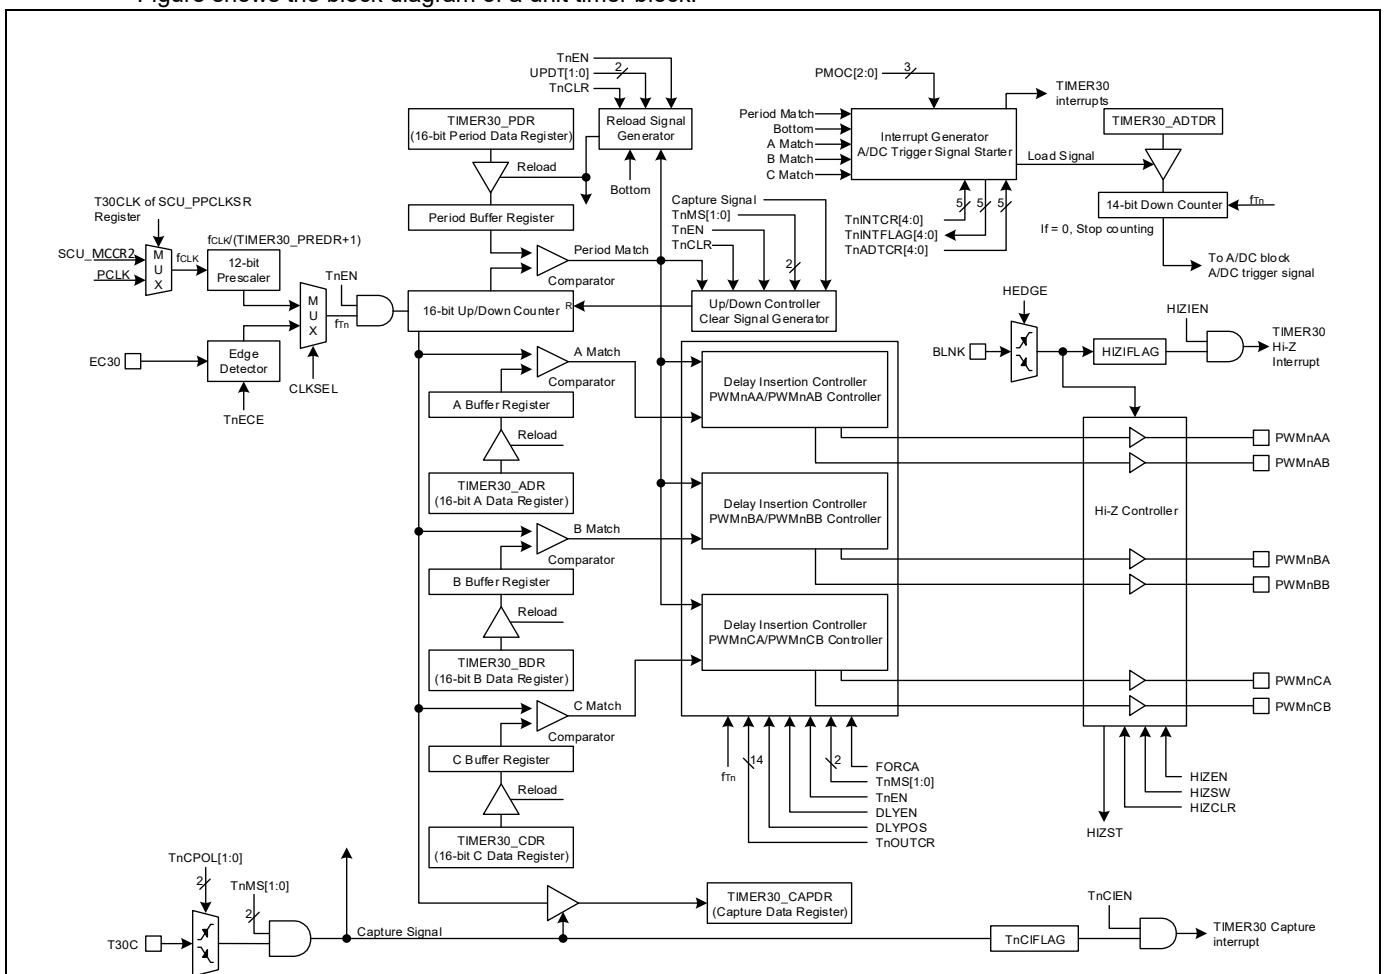 Figure shows the block diagram of a unit timer block.
TnEN
UPDT[1:0]
2
TnCLR
PMOC[2:0]
3
TIMER30
interrupts
TIMER30_PDR
(16-bit Period Data Register)
Reload Signal
Generator
Period Match
Bottom
A Match
B Match
C Match
Interrupt Generator
A/DC Trigger Signal Starter
TIMER30_ADTDR
Load Signal
Reload
Bottom
T30CLK of SCU_PPCLKSR
Register
Period Buffer Register
Capture Signal
TnMS[1:0]
TnEN
TnCLR
2
5
5
5
TnINTCR[4:0]
TnINTFLAG[4:0]
TnADTCR[4:0]
14-bit Down Counter
fTn
If = 0, Stop counting
fCLK/(TIMER30_PREDR+1)
SCU_MCCR2
PCLK
M
U
X
fCLK
12-bit
Prescaler
Period Match
Comparator
To A/DC block
A/DC trigger signal
TnEN
M
U
X
fTn
16-bit Up/Down Counter
R
Up/Down Controller
Clear Signal Generator
HEDGE
HIZIEN
EC30
Edge
Detector
CLKSEL
TnECE
A Match
Comparator
Delay Insertion Controller
PWMnAA/PWMnAB Controller
BLNK
HIZIFLAG
TIMER30
Hi-Z
Interrupt
A Buffer Register
Reload
TIMER30_ADR
(16-bit A Data Register)
PWMnAA
PWMnAB
B Match
Comparator
Delay Insertion Controller
PWMnBA/PWMnBB Controller
Hi-Z Controller
B Buffer Register
Reload
TIMER30_BDR
(16-bit B Data Register)
PWMnBA
PWMnBB
C Match
Comparator
Delay Insertion Controller
PWMnCA/PWMnCB Controller
C Buffer Register
Reload
TIMER30_CDR
(16-bit C Data Register)
PWMnCA
PWMnCB
fTn
14
2
FORCA
TnMS[1:0]
TnEN
DLYEN
DLYPOS
TnOUTCR
HIZEN
HIZSW
HIZCLR
HIZST
TnCPOL[1:0]
2
TnMS[1:0]
2
T30C
Capture Signal
TIMER30_CAPDR
(Capture Data Register)
TnCIEN
TnCIFLAG
TIMER30 Capture
interrupt